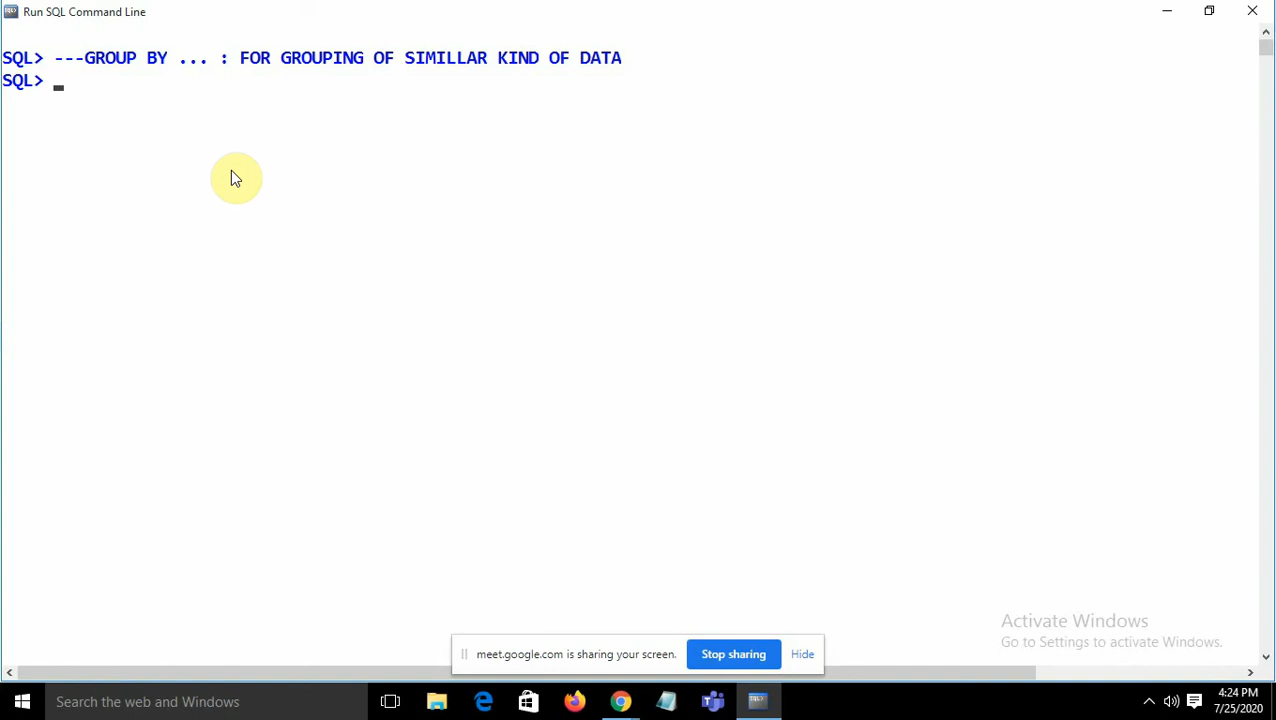 Run SQL Command Line
SQL> ---GROUP BY ... : FOR GROUPING OF SIMILLAR KIND OF DATA
SQL>
Activate Windows
Go to Settings to activate Windows.
meet.google.com is sharing your screen. Stop sharing Hide
Search the web and Windows
4:24 PM
7/25/2020